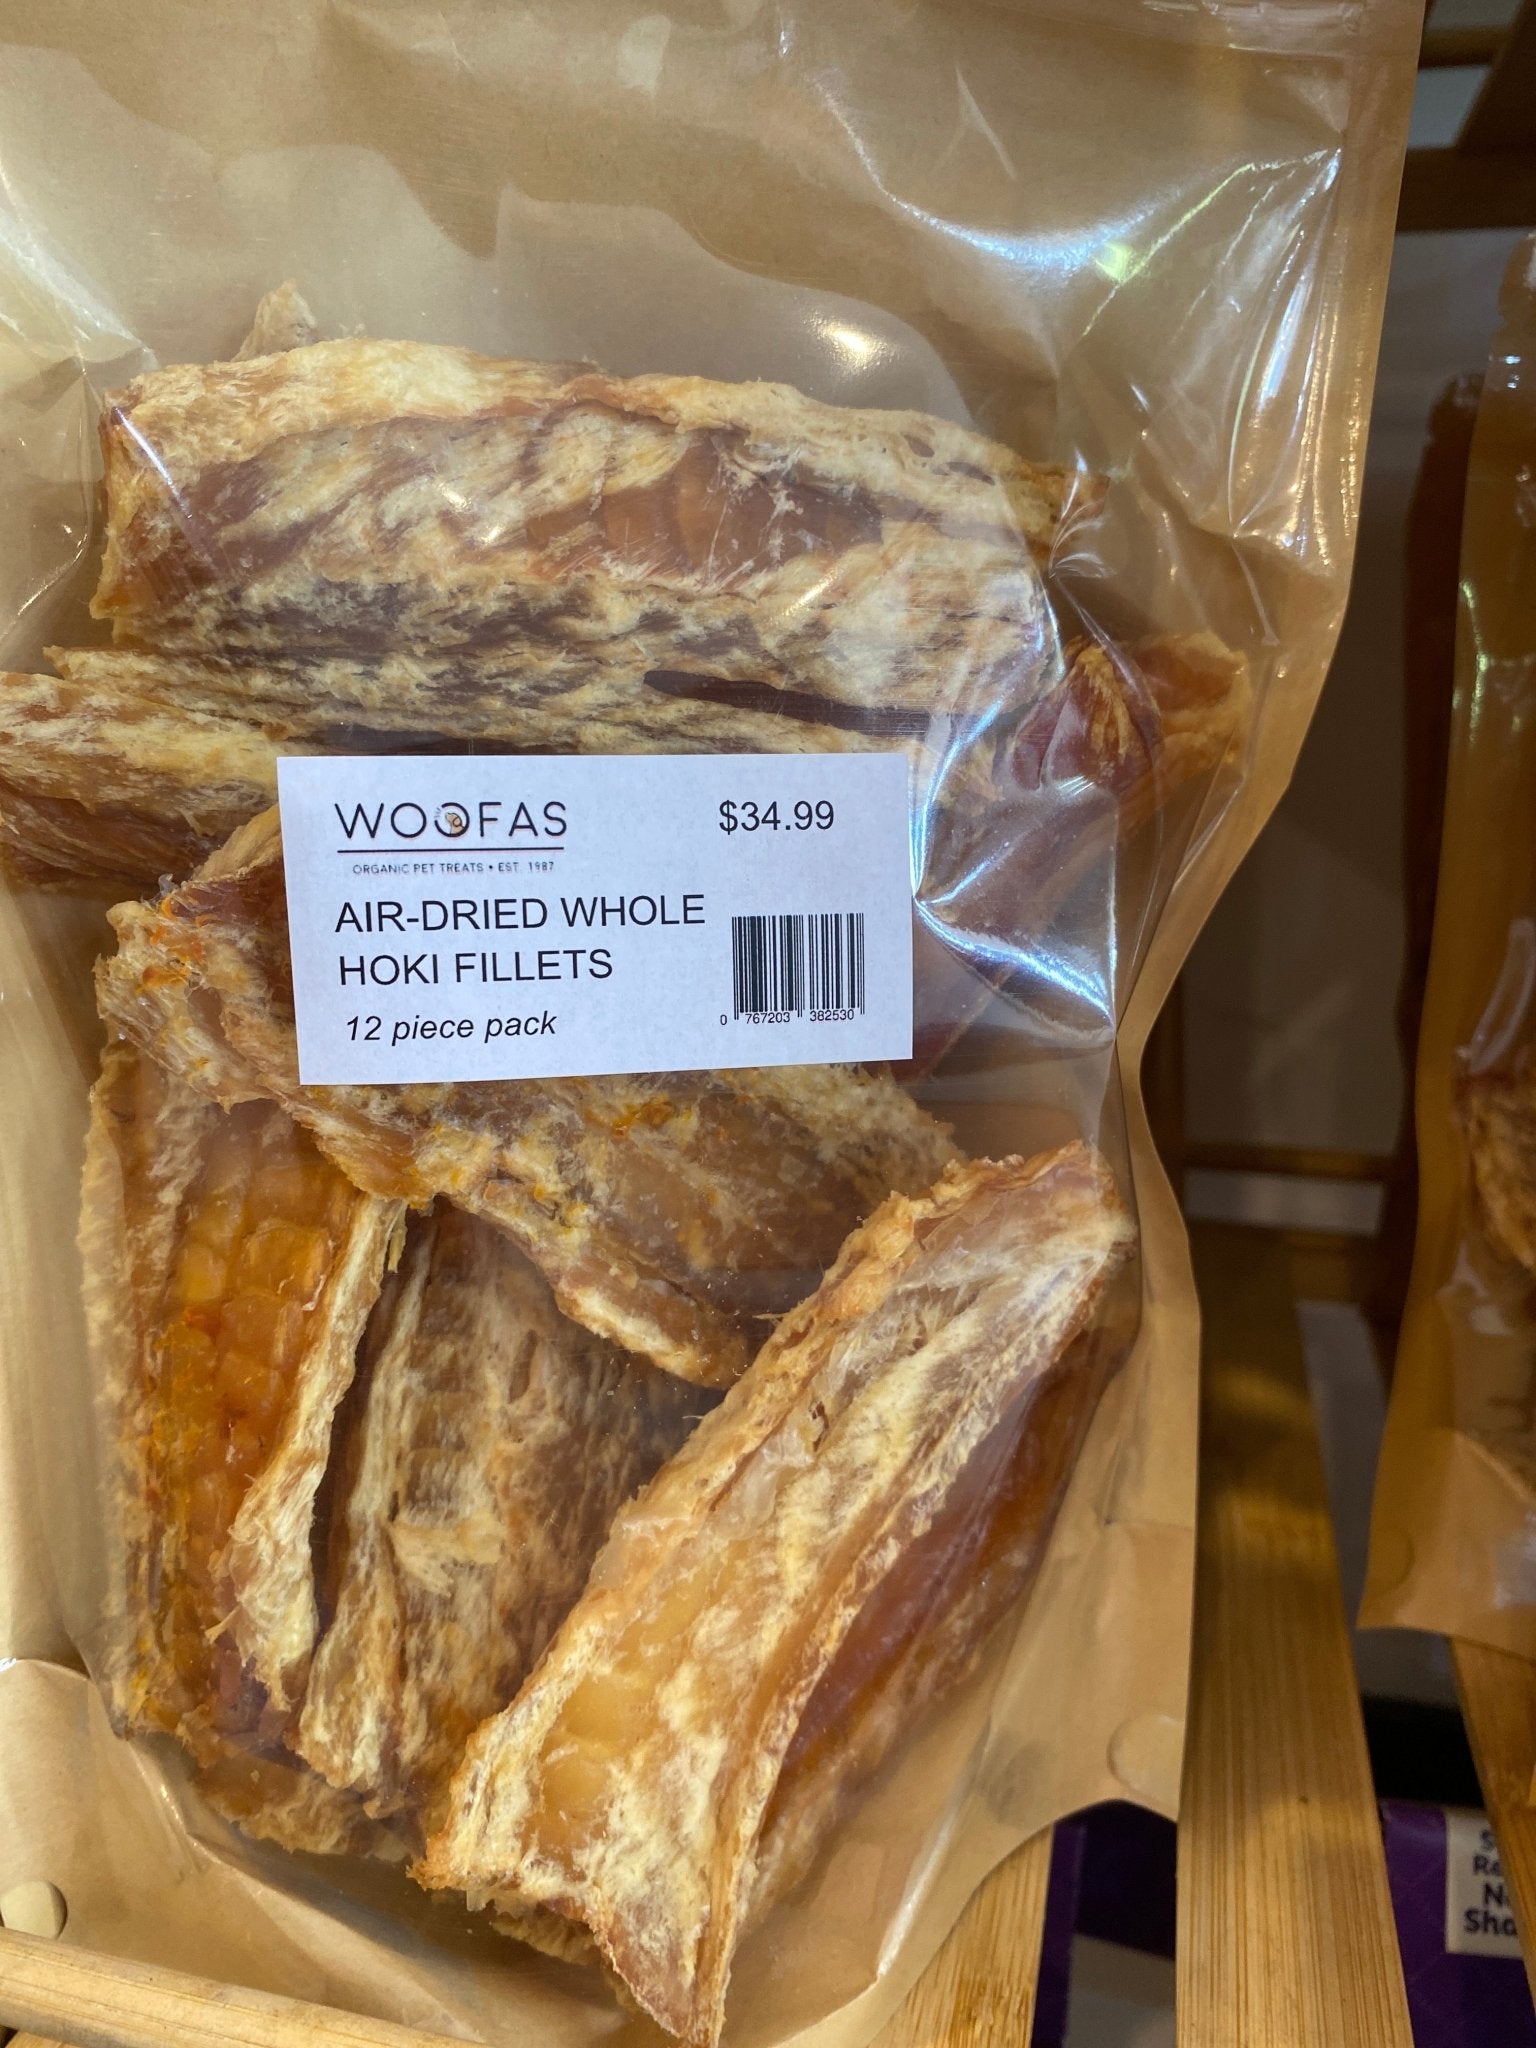 WOOFAS
$34.99
ORGANIC PET TREATS • EST. 1987
AIR-DRIED WHOLE
HOKI FILLETS
12 piece pack
0 767203 382530